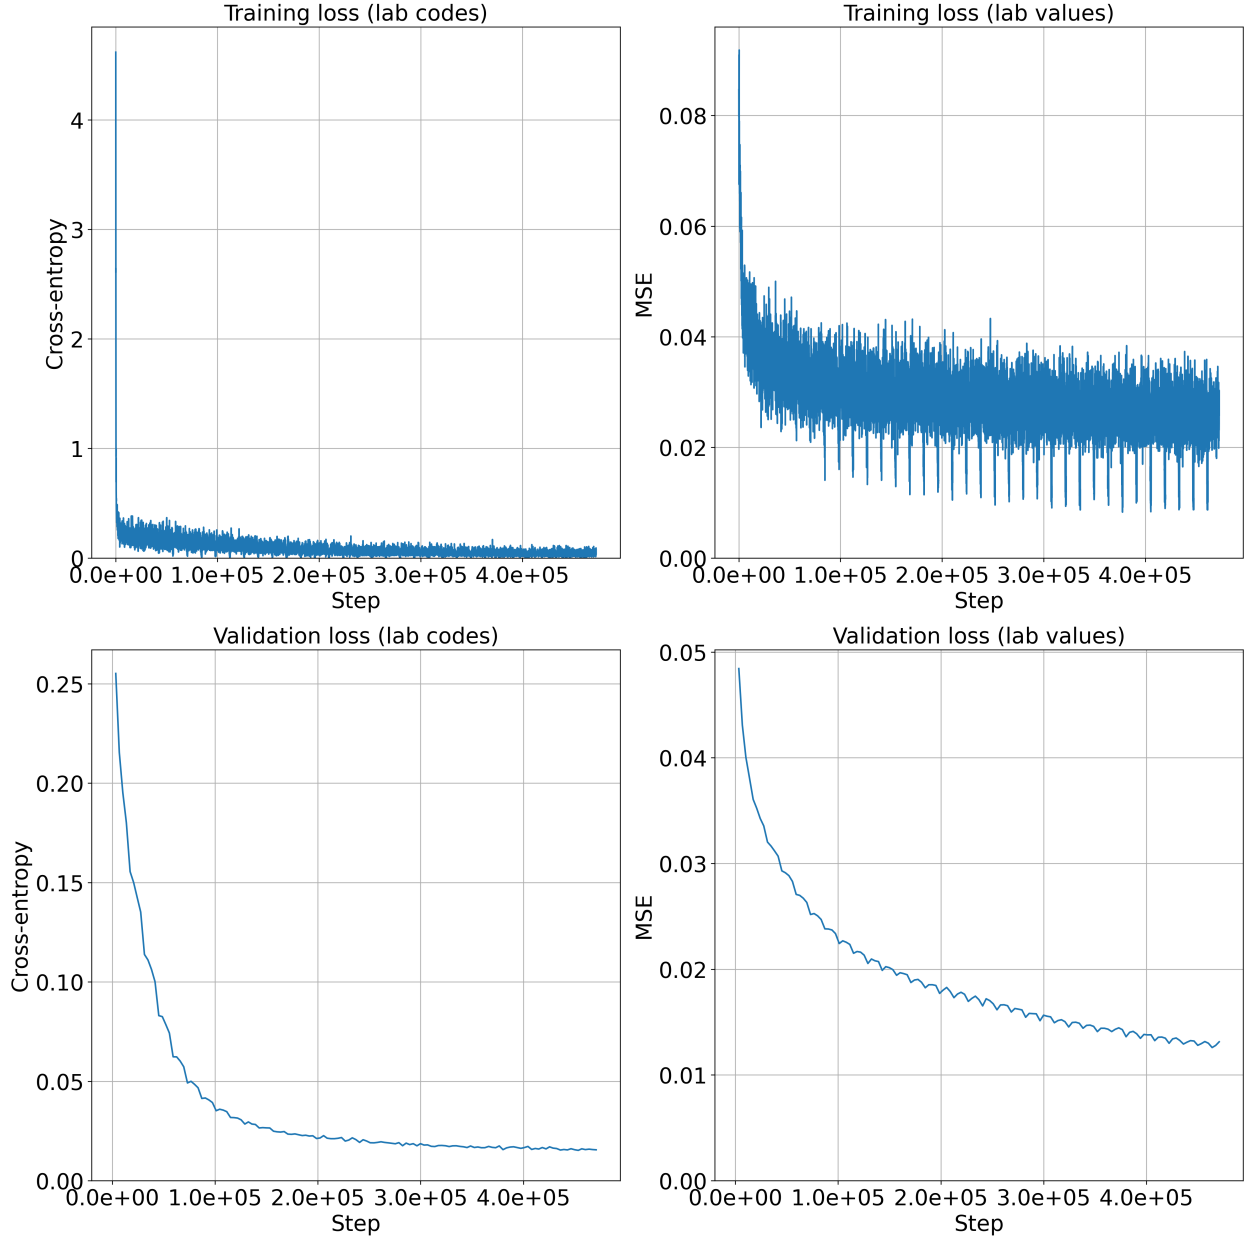 Training loss (lab codes)
Cross-entropy
4
3
2
1
0
0.0e+00 1.0e+05 2.0e+05 3.0e+05 4.0e+05
Step
Training loss (lab values)
MSE
0.08
0.06
0.04
0.02
0.00
0.0e+00 1.0e+05 2.0e+05 3.0e+05 4.0e+05
Step
Validation loss (lab codes)
Cross-entropy
0.25
0.20
0.15
0.10
0.05
0.00
0.0e+00 1.0e+05 2.0e+05 3.0e+05 4.0e+05
Step
Validation loss (lab values)
MSE
0.05
0.04
0.03
0.02
0.01
0.00
0.0e+00 1.0e+05 2.0e+05 3.0e+05 4.0e+05
Step